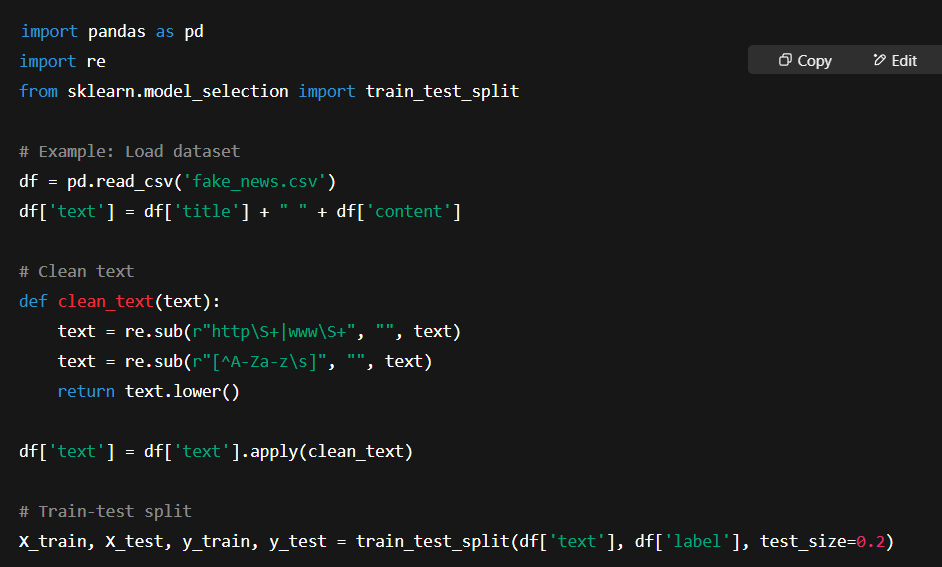 import pandas as pd
import re
Copy Edit
from sklearn.model_selection import train_test_split
# Example: Load dataset
df = pd.read_csv('fake_news.csv')
df['text'] = df['title'] + " " + df['content']
# Clean text
def clean_text(text):
    text = re.sub(r"http\S+|www\S+", "", text)
    text = re.sub(r"[^A-Za-z\s]", "", text)
    return text.lower()
df['text'] = df['text'].apply(clean_text)
# Train-test split
X_train, X_test, y_train, y_test = train_test_split(df['text'], df['label'], test_size=0.2)